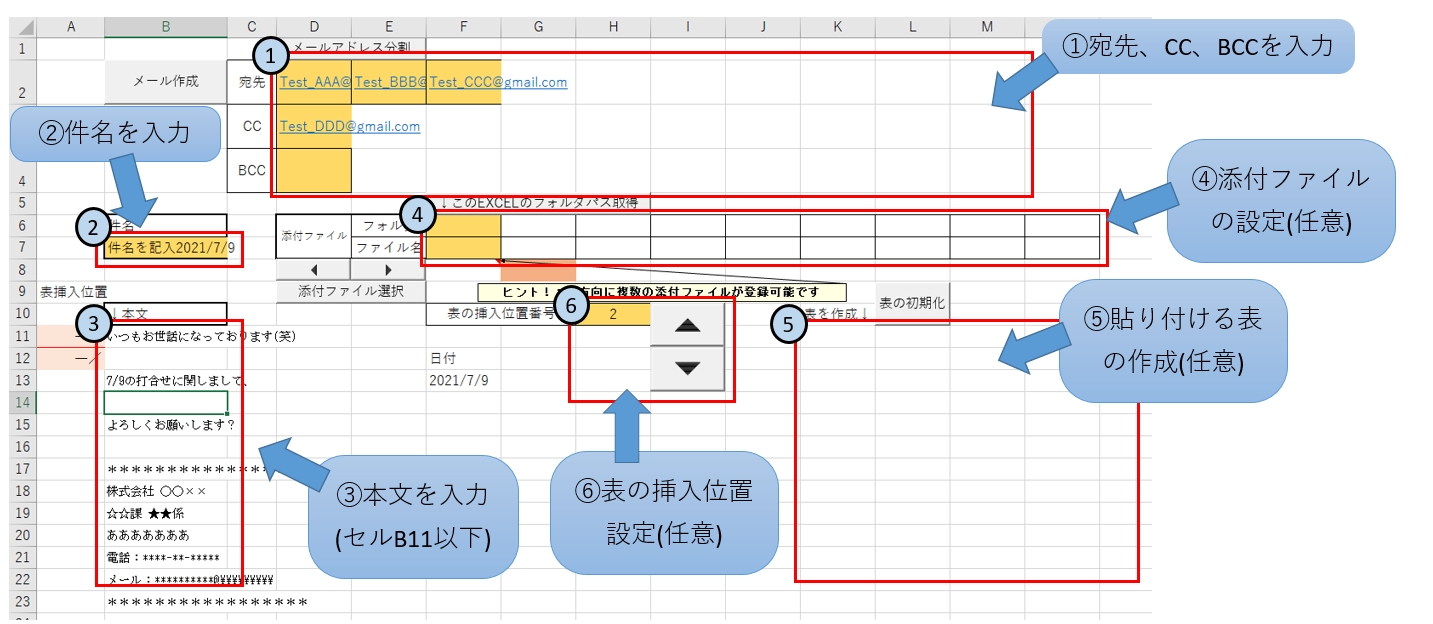 A B C D E F G H I J K L M
1 メールアドレス分割
①宛先、CC、BCCを入力
1
2 メール作成 宛先 Test_AAA@ Test_BBB@ Test_CCC@gmail.com
②件名を入力
CC Test_DDD@gmail.com
4 BCC
④添付ファイル
の設定(任意)
5 ↓このEXCELのフォルダパス取得
4
2
6 件名 添付ファイル フォル
7 件名を記入2021/7/9 ファイル名
8
9 表挿入位置 添付ファイル選択 ヒント! 方向に複数の添付ファイルが登録可能です 表の初期化
6
10 ↓本文 表の挿入位置番号 2 表を作成↓
3
5
⑤貼り付ける表
の作成(任意)
11 いつもお世話になっております(笑)
12 日付
13 7/9の打合せに関しまして、 2021/7/9
14
15 よろしくお願いします?
16
17 **************
18 株式会社 〇〇××
19 ☆☆課 ★★係
20 あああああああ
21 電話:****-**-*****
22 メール:**********@¥¥¥¥¥¥¥¥¥
23 *****************
③本文を入力
(セルB11以下)
⑥表の挿入位置
設定(任意)